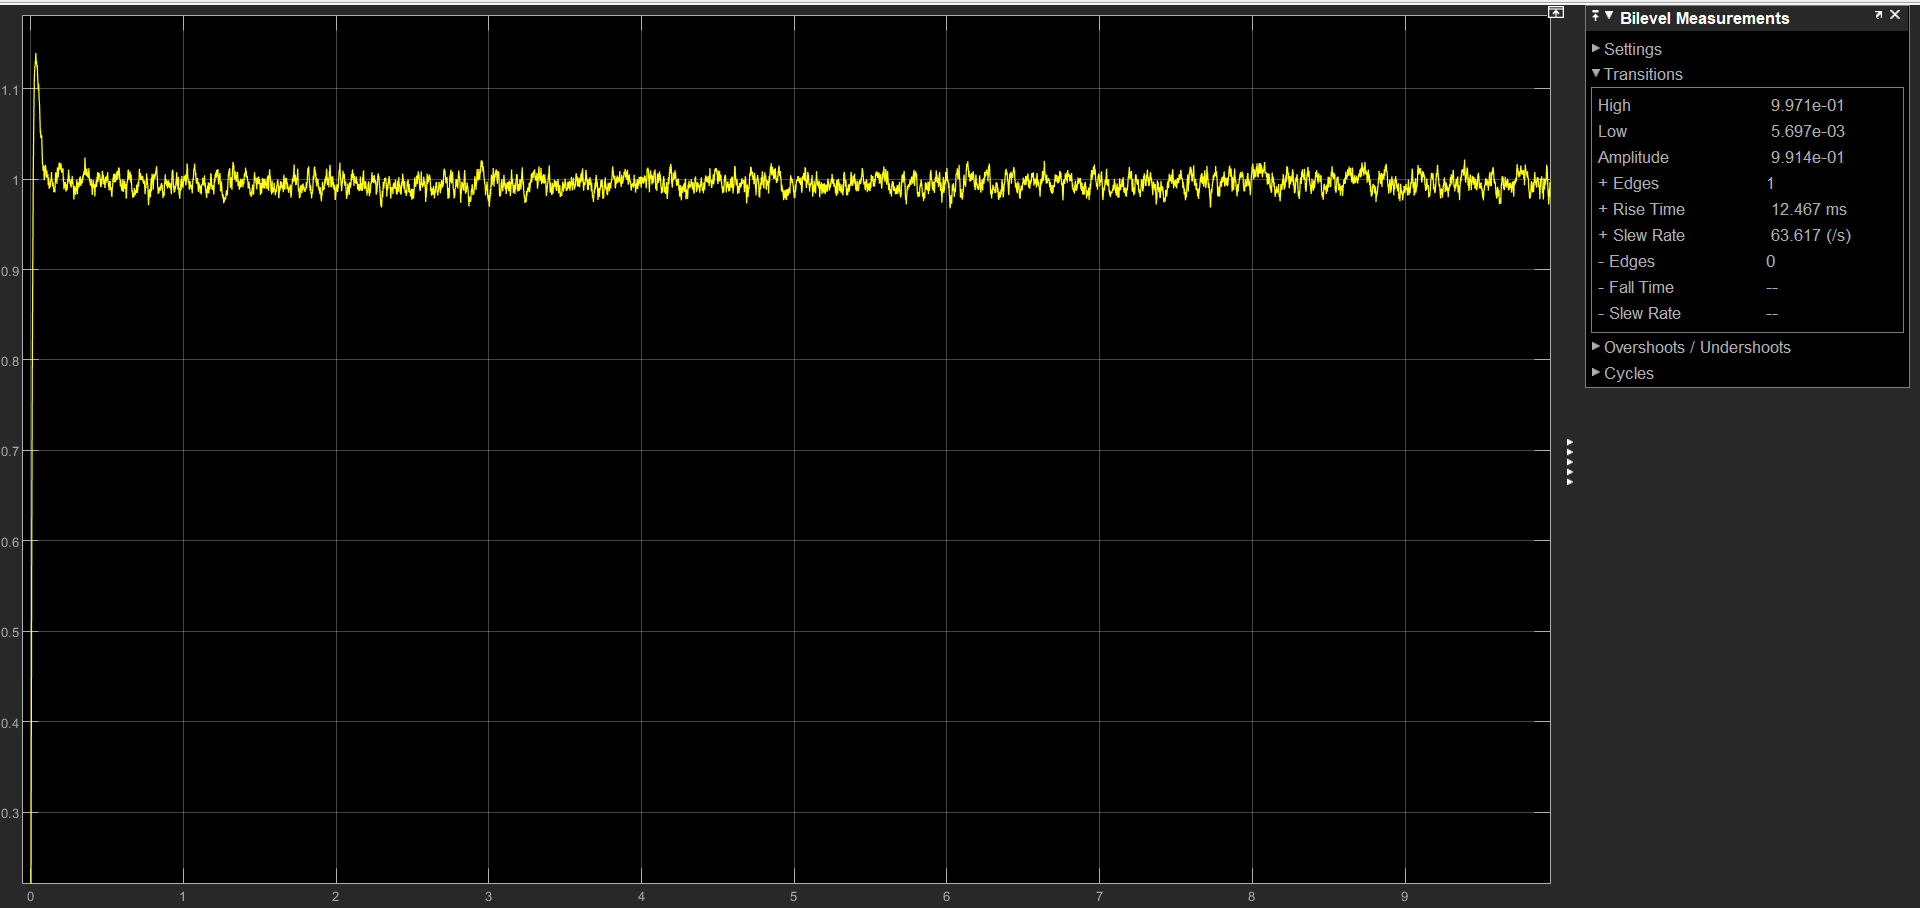 Bilevel Measurements
Settings
Transitions
High 9.971e-01
Low 5.697e-03
Amplitude 9.914e-01
+ Edges 1
+ Rise Time 12.467 ms
+ Slew Rate 63.617 (/s)
- Edges 0
- Fall Time --
- Slew Rate --
Overshoots / Undershoots
Cycles
1.1
1
0.9
0.8
0.7
0.6
0.5
0.4
0.3
0 1 2 3 4 5 6 7 8 9